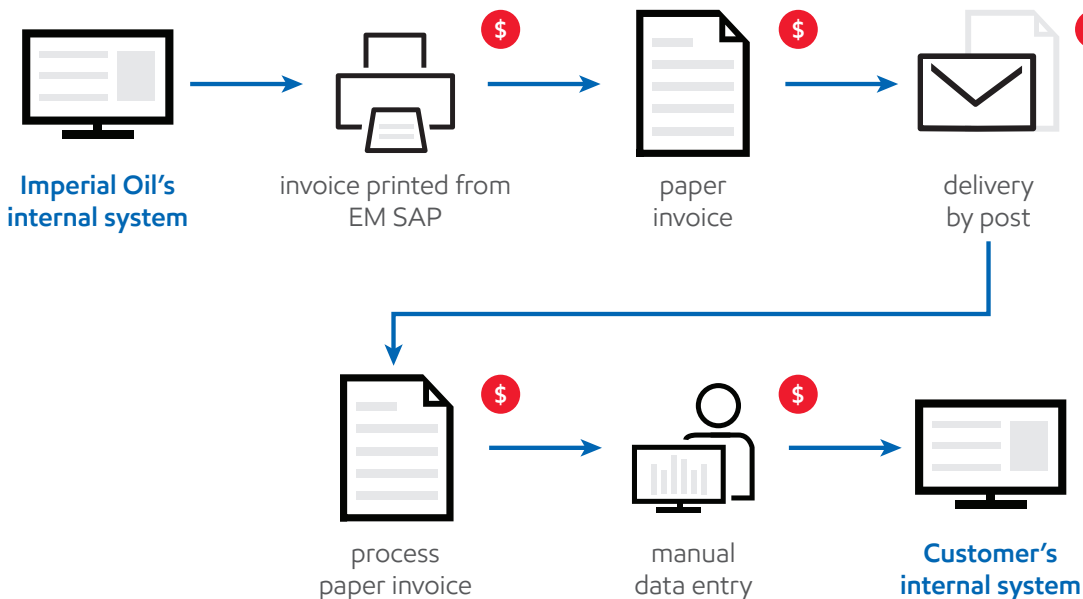 $
$
Imperial Oil's
internal system
invoice printed from
EM SAP
paper
invoice
delivery
by post
$
$
process
paper invoice
manual
data entry
Customer's
internal system